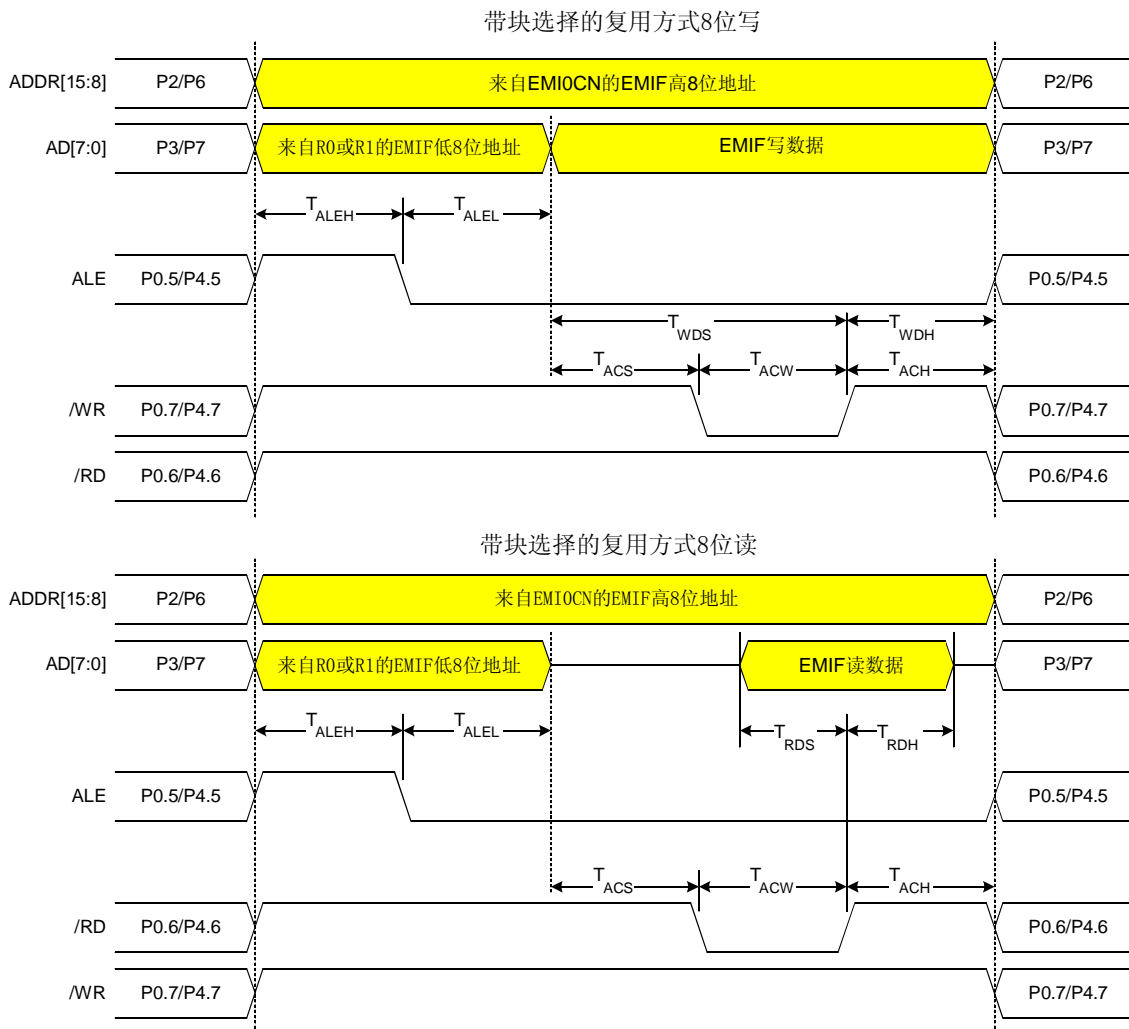 带块选择的复用方式8位写
ADDR[15:8] P2/P6 来自EMI0CN的EMIF高8位地址 P2/P6
AD[7:0] P3/P7 来自R0或R1的EMIF低8位地址 EMIF写数据 P3/P7
TALEH TALEL
ALE P0.5/P4.5 P0.5/P4.5
TWDS TWDH
TACS TACW TACH
/WR P0.7/P4.7 P0.7/P4.7
/RD P0.6/P4.6 P0.6/P4.6
带块选择的复用方式8位读
ADDR[15:8] P2/P6 来自EMI0CN的EMIF高8位地址 P2/P6
AD[7:0] P3/P7 来自R0或R1的EMIF低8位地址 EMIF读数据 P3/P7
TALEH TALEL TRDS TRDH
ALE P0.5/P4.5 P0.5/P4.5
TACS TACW TACH
/RD P0.6/P4.6 P0.6/P4.6
/WR P0.7/P4.7 P0.7/P4.7